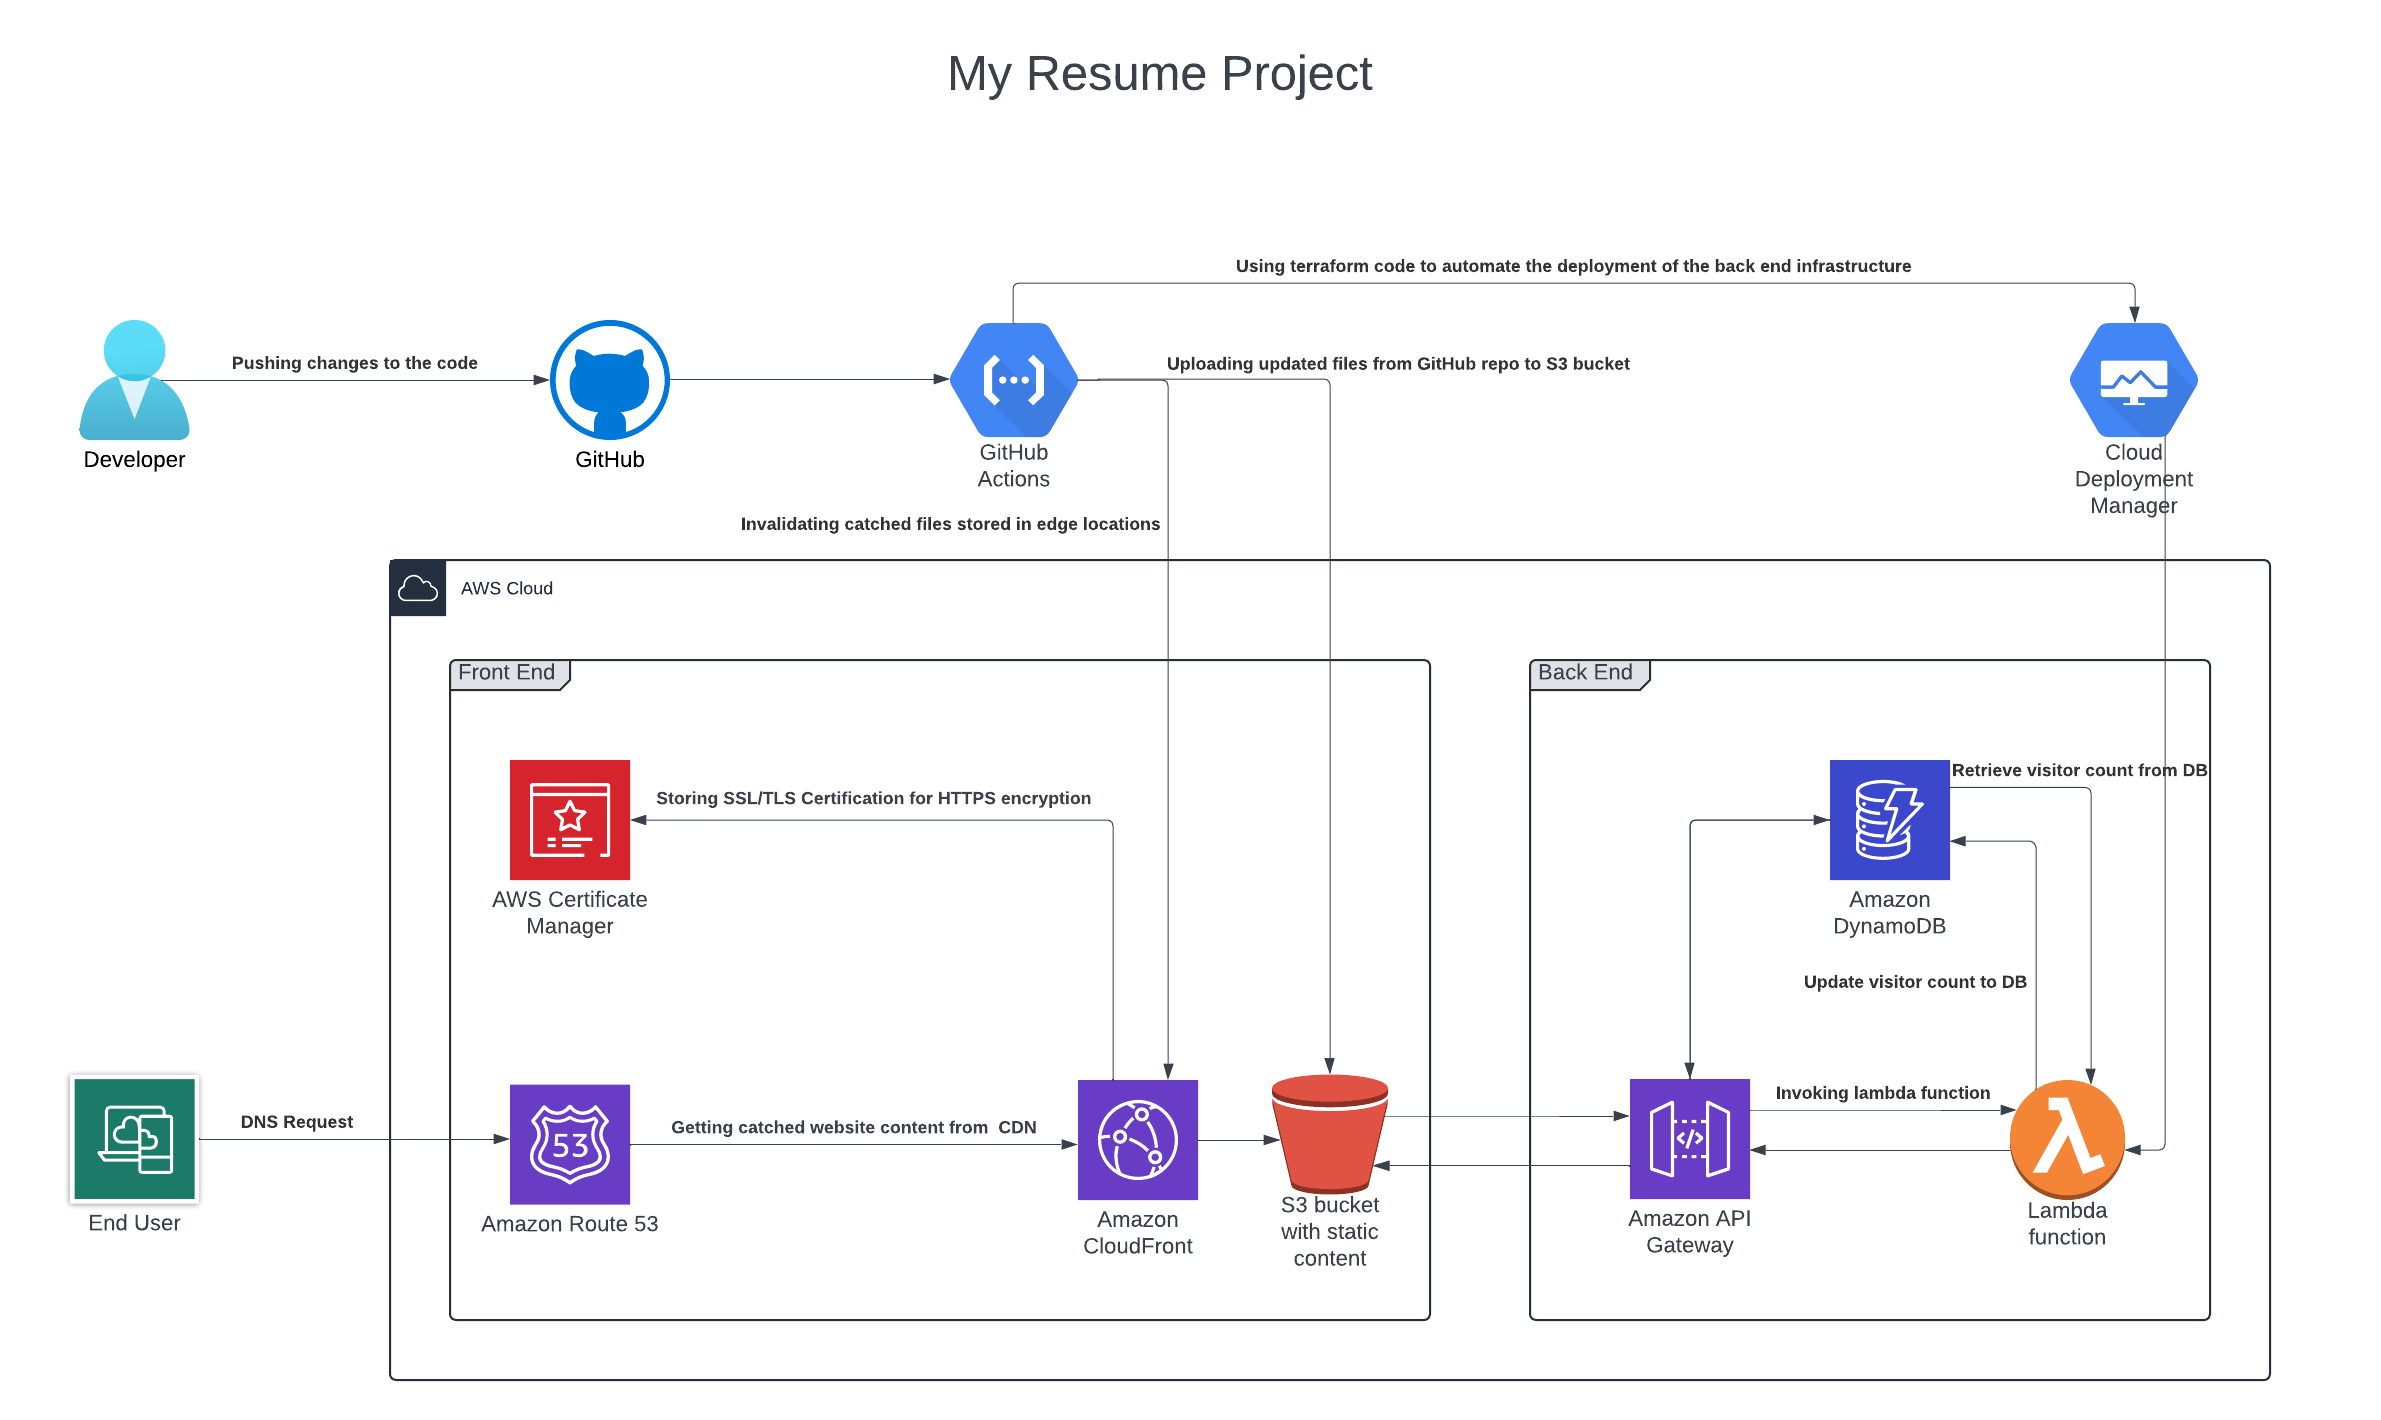 My Resume Project
Using terraform code to automate the deployment of the back end infrastructure
Pushing changes to the code
Uploading updated files from GitHub repo to S3 bucket
Developer
GitHub
GitHub
Actions
Cloud
Deployment
Manager
Invalidating catched files stored in edge locations
AWS Cloud
Front End
Back End
Storing SSL/TLS Certification for HTTPS encryption
AWS Certificate
Manager
Retrieve visitor count from DB
Amazon
DynamoDB
Update visitor count to DB
DNS Request
End User
53
Amazon Route 53
Getting catched website content from  CDN
Amazon
CloudFront
S3 bucket
with static
content
</>
Amazon API
Gateway
Invoking lambda function
λ
Lambda
function